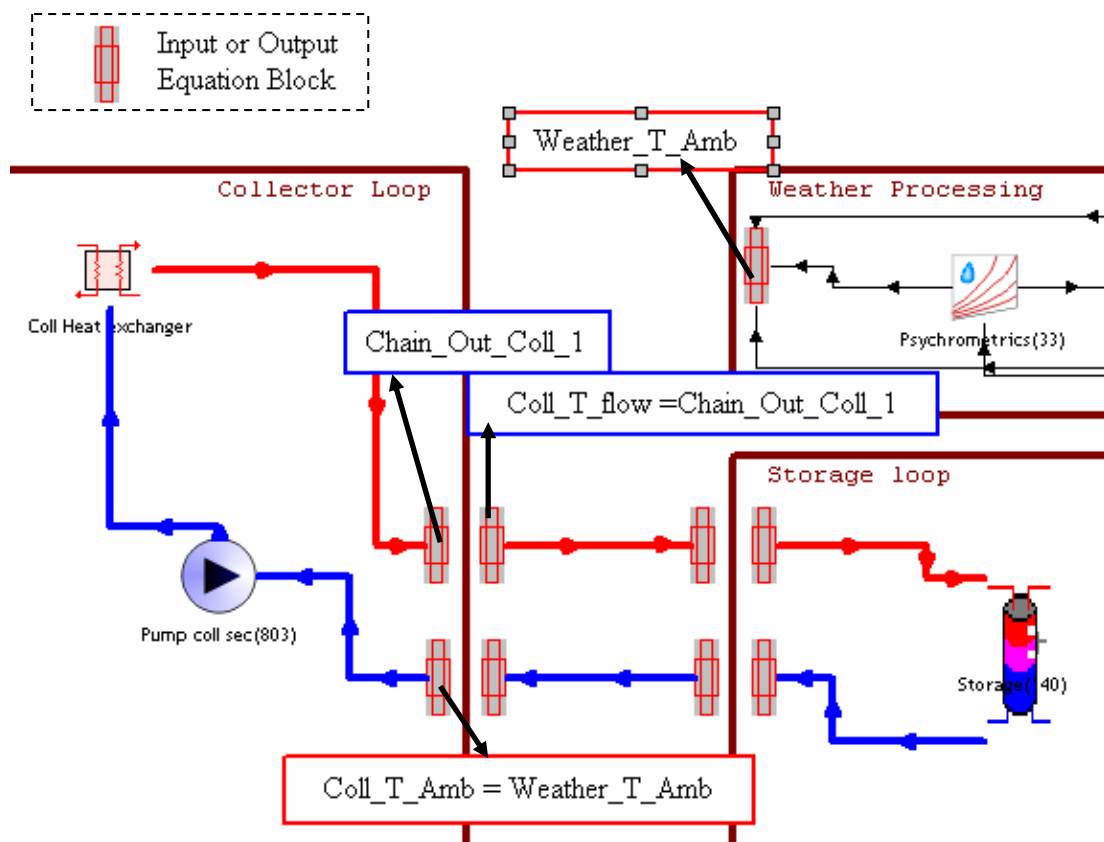 Input or Output
Equation Block
Weather_T_Amb
Collector Loop
Weather Processing
Coll Heat exchanger
Psychrometrics(33)
Chain_Out_Coll_1
Coll_T_flow =Chain_Out_Coll_1
Storage loop
Pump coll sec(803)
Storage(140)
Coll_T_Amb = Weather_T_Amb